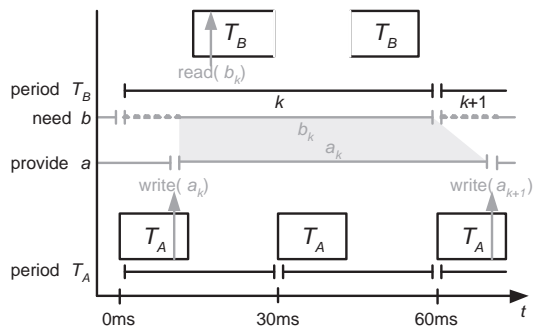 T_B T_B
read( b_k)
period T_B
k k+1
need b
b_k
provide a
a_k
write( a_k) write( a_{k+1})
T_A T_A T_A
period T_A
0ms 30ms 60ms t